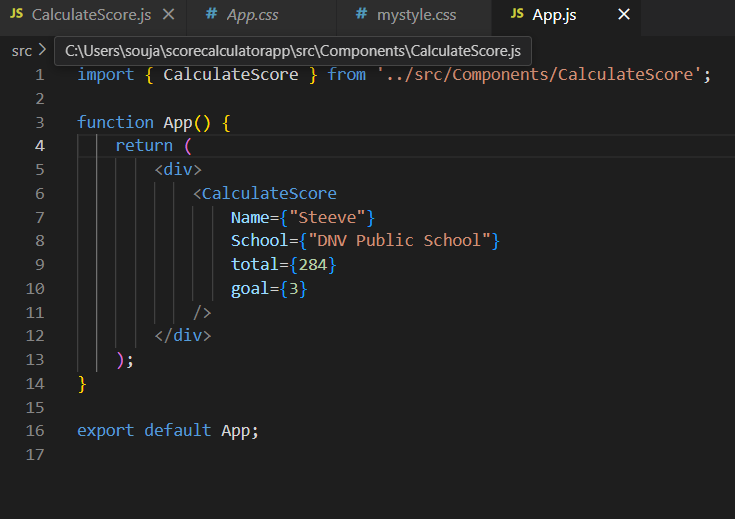 JS CalculateScore.js ×
# App.css
# mystyle.css
JS App.js ×
src >
C:\Users\souja\scorecalculatorapp\src\Components\CalculateScore.js
1 import { CalculateScore } from '../src/Components/CalculateScore';
2
3 function App() {
4 return (
5 <div>
6 <CalculateScore
7 Name={"Steeve"}
8 School={"DNV Public School"}
9 total={284}
10 goal={3}
11 />
12 </div>
13 );
14 }
15
16 export default App;
17